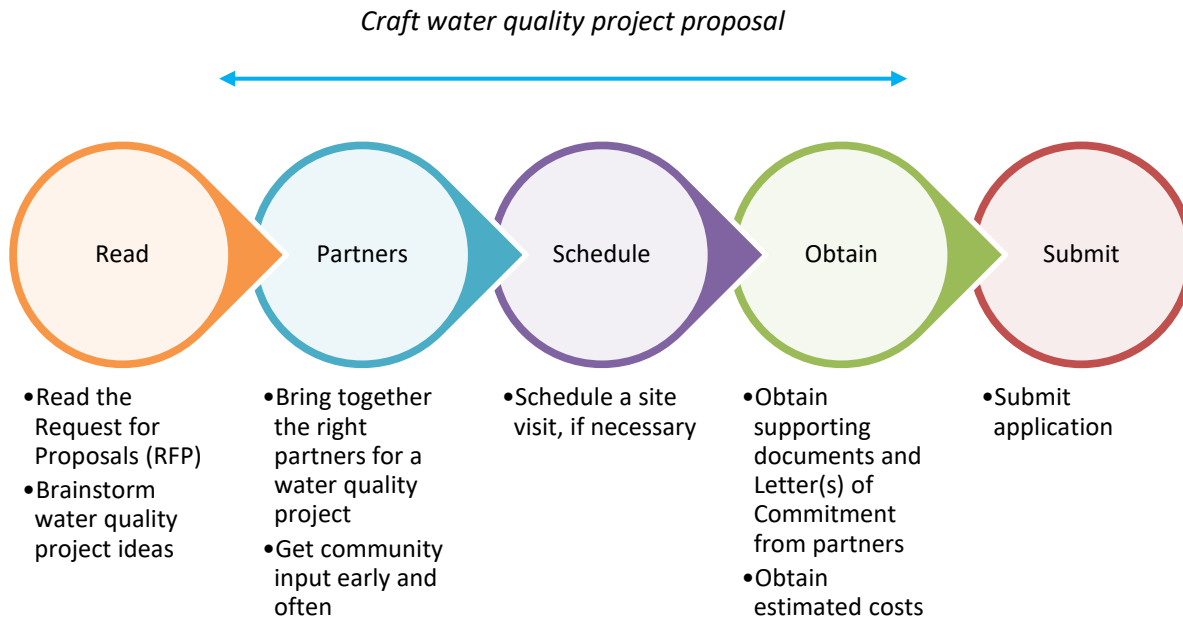 Craft water quality project proposal
Read
Partners
Schedule
Obtain
Submit
•Read the
Request for
Proposals (RFP)
•Brainstorm
water quality
project ideas
•Bring together
the right
partners for a
water quality
project
•Get community
input early and
often
•Schedule a site
visit, if necessary
•Obtain
supporting
documents and
Letter(s) of
Commitment
from partners
•Obtain
estimated costs
•Submit
application